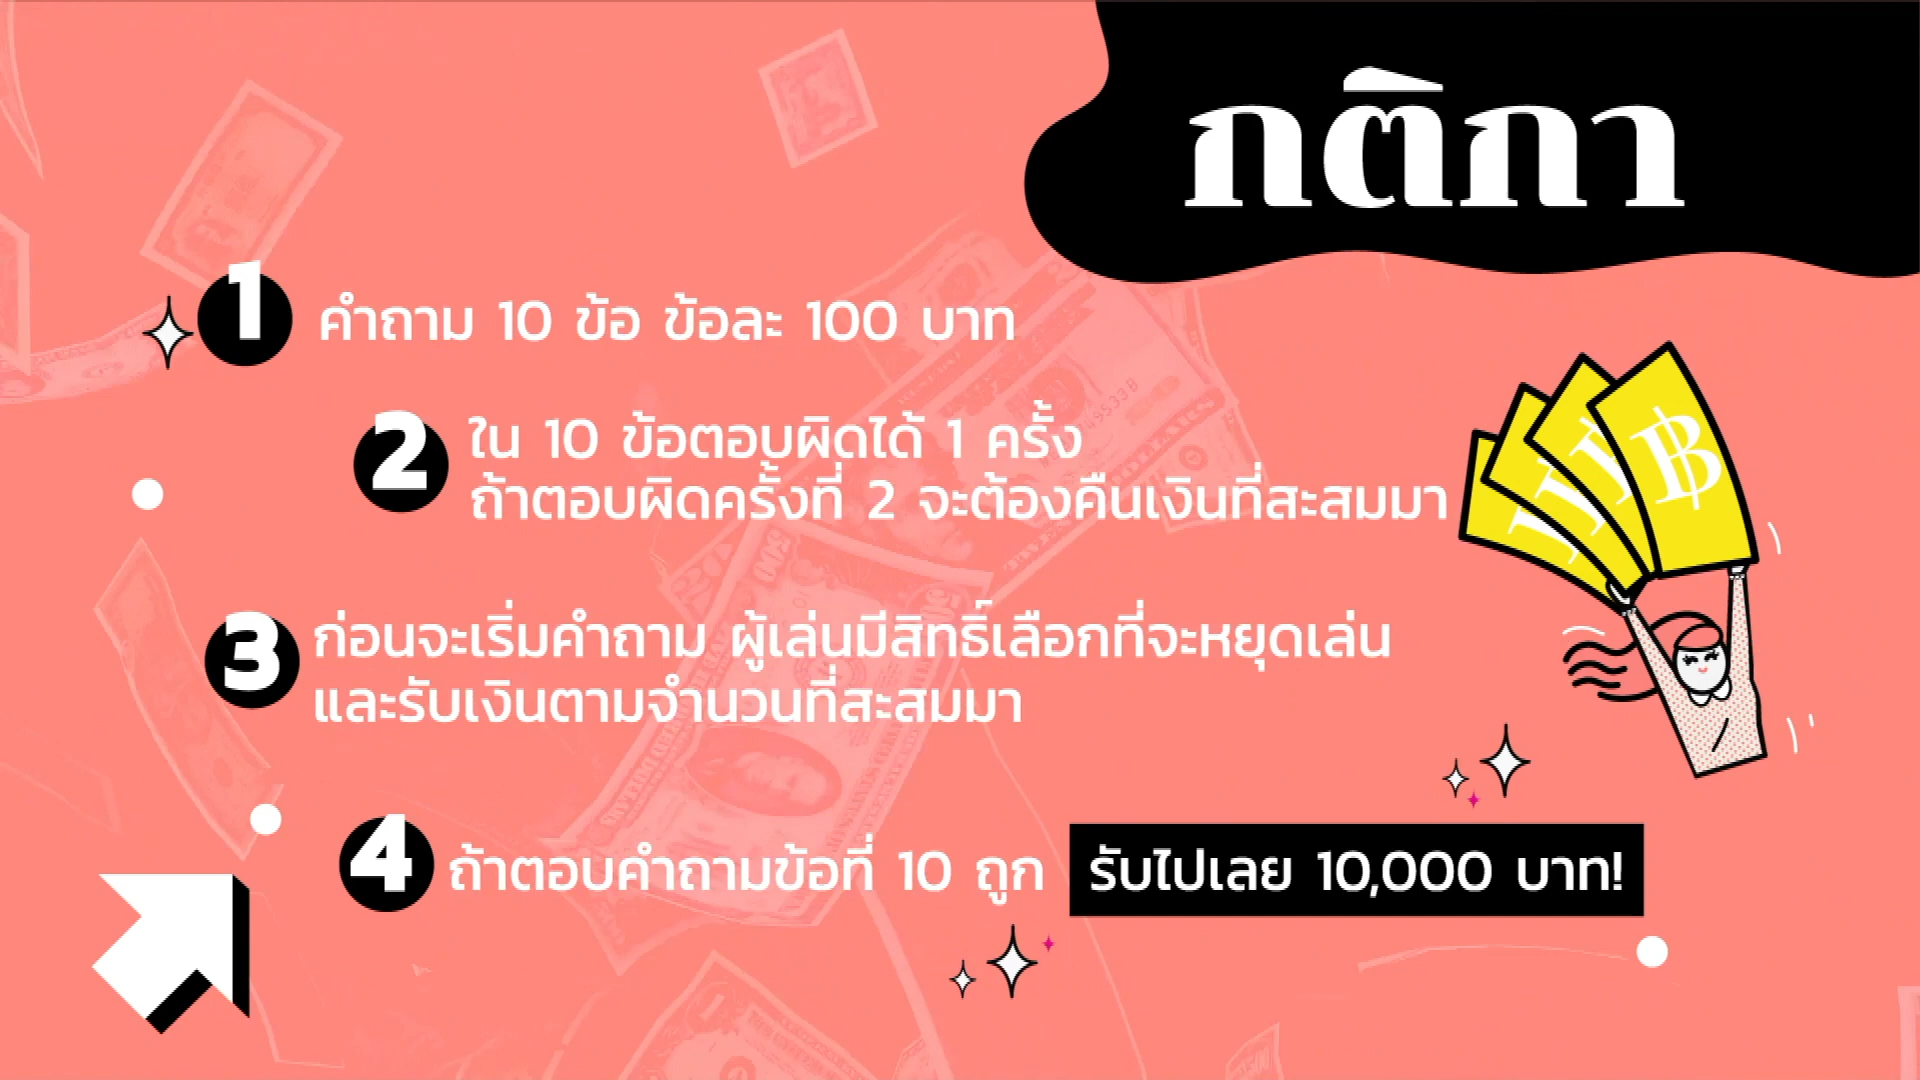 กติกา
1 คำถาม 10 ข้อ ข้อละ 100 บาท
2 ใน 10 ข้อตอบผิดได้ 1 ครั้ง
ถ้าตอบผิดครั้งที่ 2 จะต้องคืนเงินที่สะสมมา
3 ก่อนจะเริ่มคำถาม ผู้เล่นมีสิทธิ์เลือกที่จะหยุดเล่น
และรับเงินตามจำนวนที่สะสมมา
4 ถ้าตอบคำถามข้อที่ 10 ถูก รับไปเลย 10,000 บาท!
฿